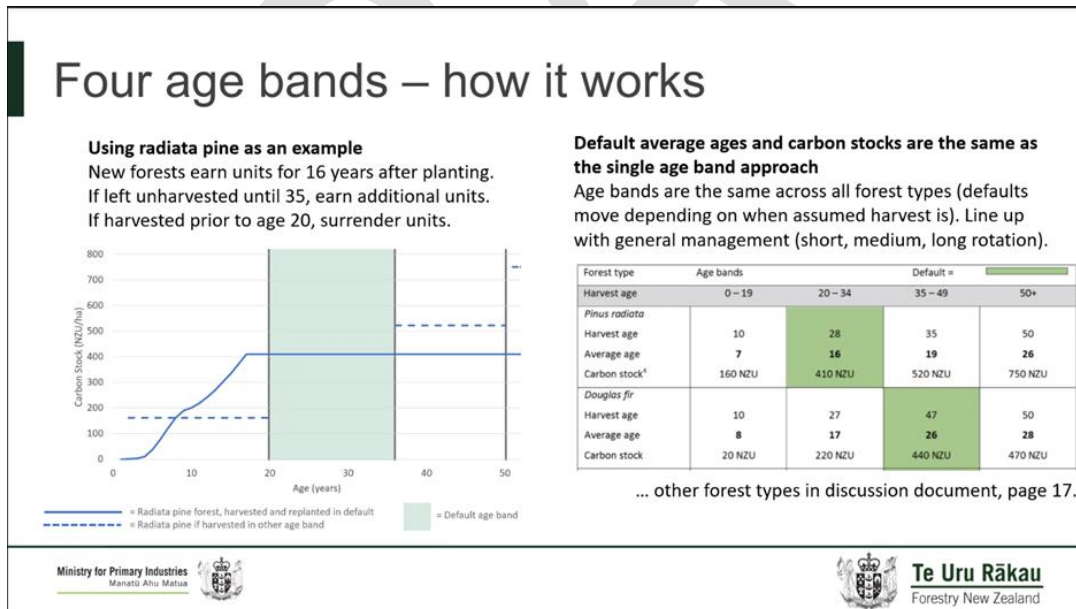 Four age bands – how it works
Using radiata pine as an example
New forests earn units for 16 years after planting.
If left unharvested until 35, earn additional units.
If harvested prior to age 20, surrender units.
Carbon Stock (NZU/ha)
800
700
600
500
400
300
200
100
0
0 10 20 30 40 50
Age (years)
= Radiata pine forest, harvested and replanted in default
= Radiata pine if harvested in other age band
= Default age band
Default average ages and carbon stocks are the same as
the single age band approach
Age bands are the same across all forest types (defaults
move depending on when assumed harvest is). Line up
with general management (short, medium, long rotation).
Forest type Age bands Default =
Harvest age 0 – 19 20 – 34 35 – 49 50+
Pinus radiata
Harvest age 10 28 35 50
Average age 7 16 19 26
Carbon stock⁴ 160 NZU 410 NZU 520 NZU 750 NZU
Douglas fir
Harvest age 10 27 47 50
Average age 8 17 26 28
Carbon stock 20 NZU 220 NZU 440 NZU 470 NZU
... other forest types in discussion document, page 17.
Ministry for Primary Industries
Manatū Ahu Matua
Te Uru Rākau
Forestry New Zealand